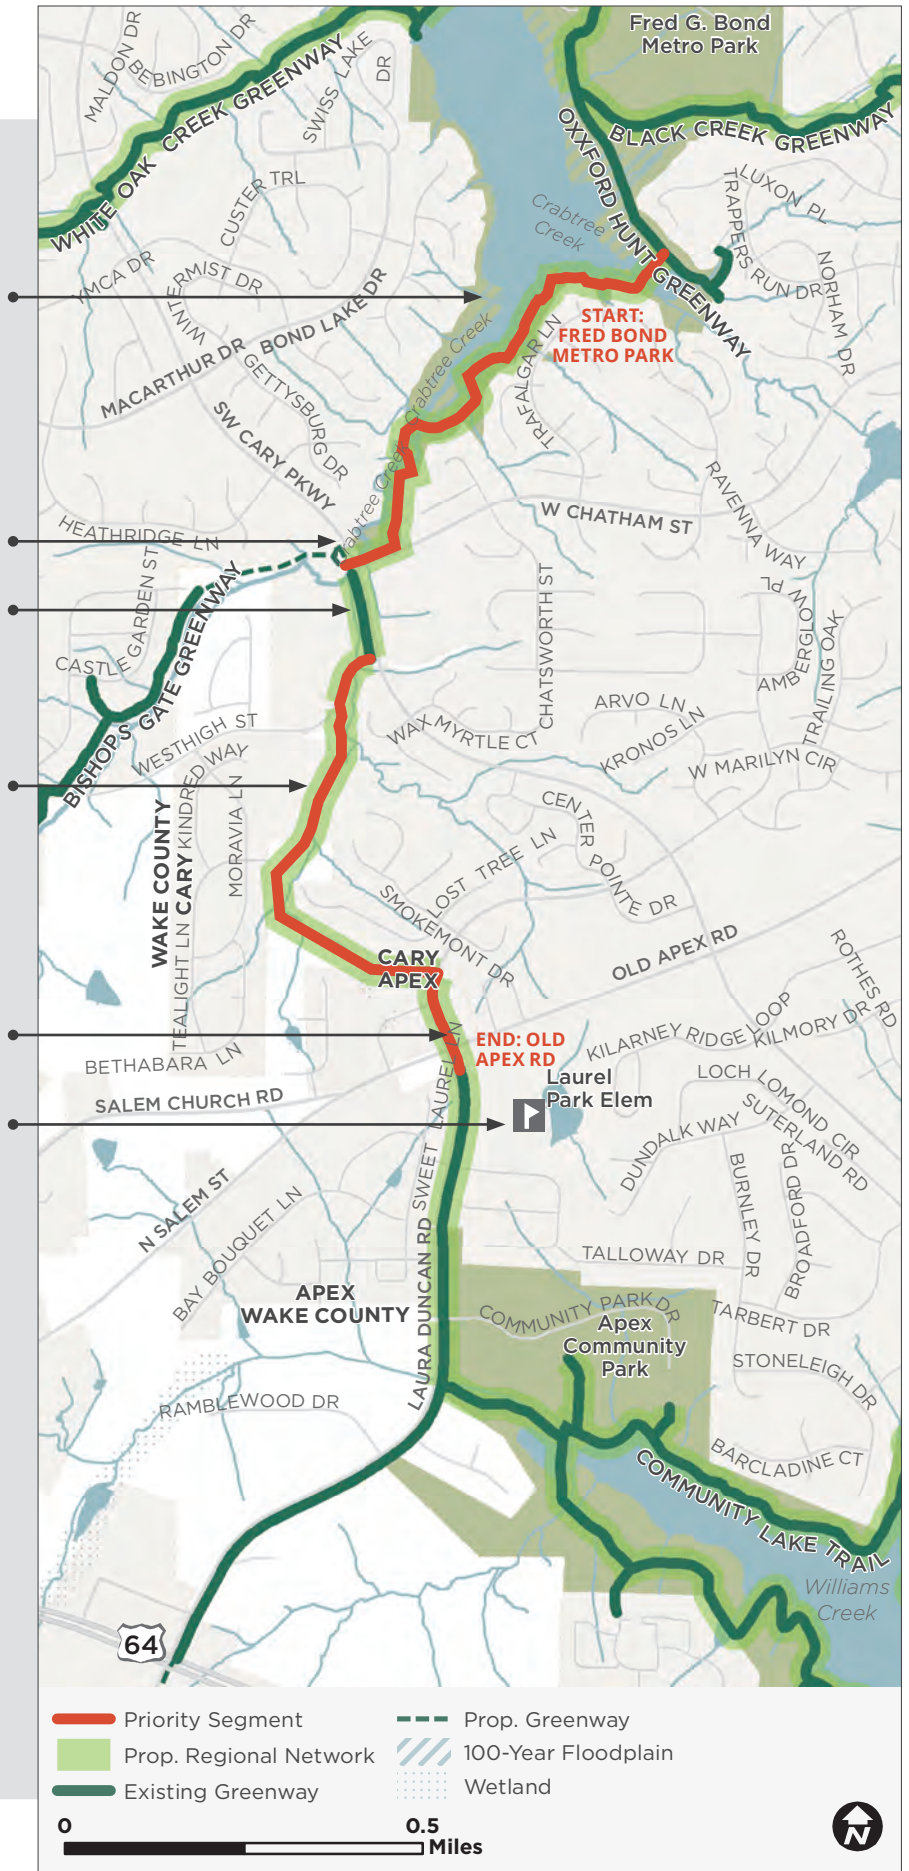 Fred G. Bond
Metro Park
MALDON DR
BEBINGTON DR
SWISS LAKE
DR
WHITE OAK CREEK GREENWAY
BLACK CREEK GREENWAY
OXXFORD HUNT GREENWAY
LUXON PL
TRAPPERS RUN DR
NORHAM DR
CUSTER TRL
Crabtree
Creek
YMCA DR
WINTERMIST DR
BOND LAKE DR
MACARTHUR DR
START:
FRED BOND
METRO PARK
Crabtree Creek
TRAFALGAR LN
GETTYSBURG DR
SW CARY PKWY
Crabtree Creek
RAVENNA WAY
W CHATHAM ST
HEATHRIDGE LN
CASTLE GARDEN ST
BISHOPS GATE GREENWAY
CHATSWORTH ST
AMBERGLOW PL
TRAILING OAK
ARVO LN
KRONOS LN
WAX MYRTLE CT
W MARILYN CIR
WESTHIGH ST
KINDRED WAY
MORAVIA LN
WAKE COUNTY
CARY
TEALIGHT LN
CENTER POINTE DR
LOST TREE LN
SMOKEMONT DR
CARY
APEX
OLD APEX RD
ROTHES RD
KILARNEY RIDGE LOOP
KILMORY DR
END: OLD
APEX RD
BETHABARA LN
SALEM CHURCH RD
Laurel
Park Elem
LOCH LOMOND CIR
SUTERLAND RD
DUNDALK WAY
BURNLEY DR
BROADFORD DR
SWEET LAUREL LN
N SALEM ST
BAY BOUQUET LN
LAURA DUNCAN RD
TALLOWAY DR
APEX
WAKE COUNTY
COMMUNITY PARK DR
Apex
Community
Park
TARBERT DR
STONELEIGH DR
RAMBLEWOOD DR
BARCLADINE CT
COMMUNITY LAKE TRAIL
Williams
Creek
64
Priority Segment
Prop. Regional Network
Existing Greenway
Prop. Greenway
100-Year Floodplain
Wetland
0
0.5
Miles
N